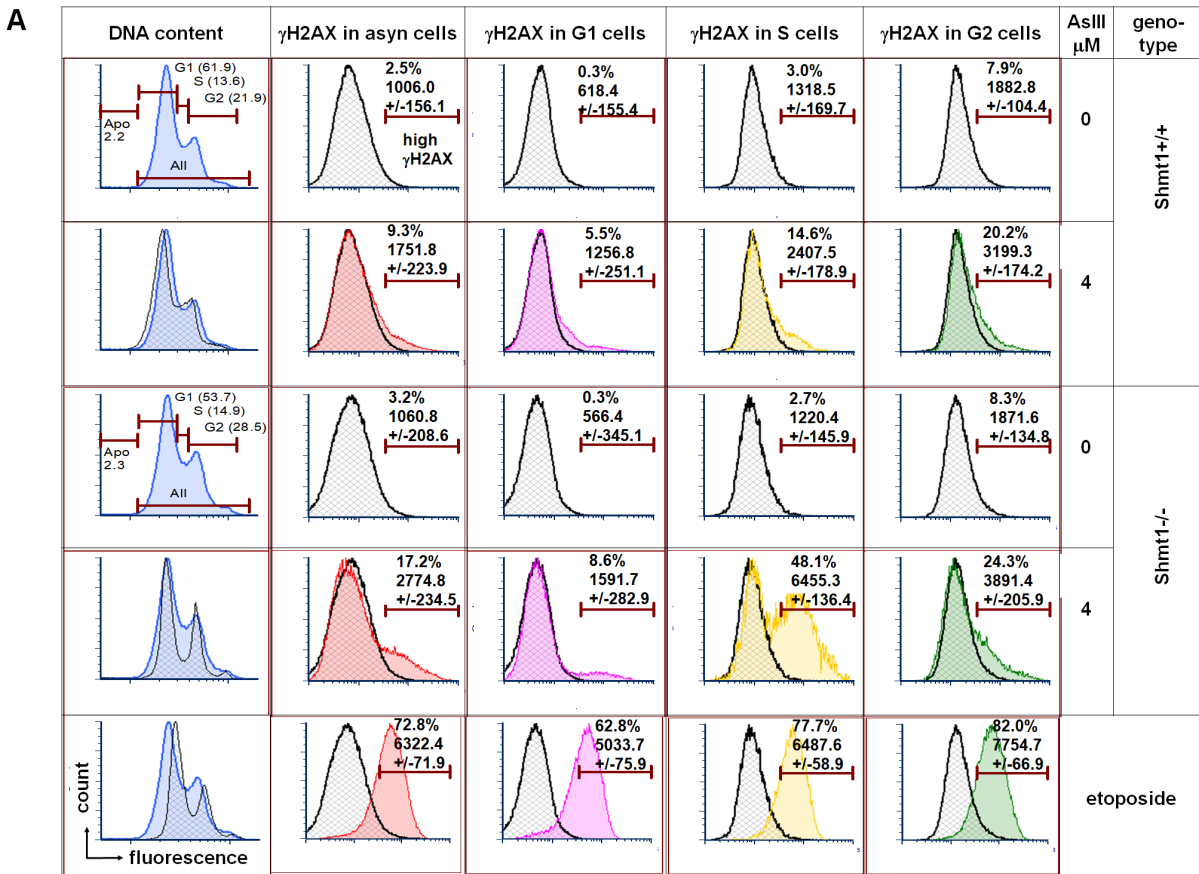 A
DNA content
γH2AX in asyn cells
γH2AX in G1 cells
γH2AX in S cells
γH2AX in G2 cells
AsIII
µM
geno-
type
G1 (61.9)
S (13.6)
G2 (21.9)
Apo
2.2
All
2.5%
1006.0
+/-156.1
high
γH2AX
0.3%
618.4
+/-155.4
3.0%
1318.5
+/-169.7
7.9%
1882.8
+/-104.4
0
Shmt1+/+
9.3%
1751.8
+/-223.9
5.5%
1256.8
+/-251.1
14.6%
2407.5
+/-178.9
20.2%
3199.3
+/-174.2
4
G1 (53.7)
S (14.9)
G2 (28.5)
Apo
2.3
All
3.2%
1060.8
+/-208.6
0.3%
566.4
+/-345.1
2.7%
1220.4
+/-145.9
8.3%
1871.6
+/-134.8
0
Shmt1-/-
17.2%
2774.8
+/-234.5
8.6%
1591.7
+/-282.9
48.1%
6455.3
+/-136.4
24.3%
3891.4
+/-205.9
4
count
fluorescence
72.8%
6322.4
+/-71.9
62.8%
5033.7
+/-75.9
77.7%
6487.6
+/-58.9
82.0%
7754.7
+/-66.9
etoposide